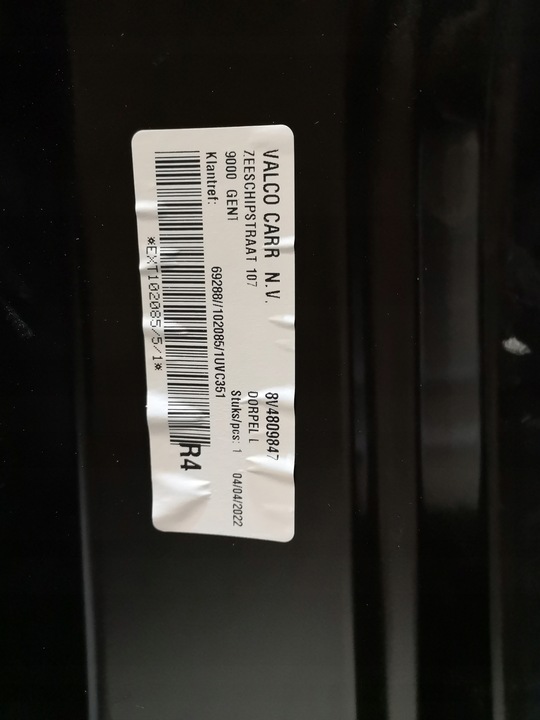 VALCO CARR N.V. 8V4809847
ZEESCHIPSTRAAT 107 DORPEL L
9000 GENT Stuks/pcs: 1 04/04/2022
Klantref: 69288//102085/1UVC351
R4
*EXT102085/5/1*